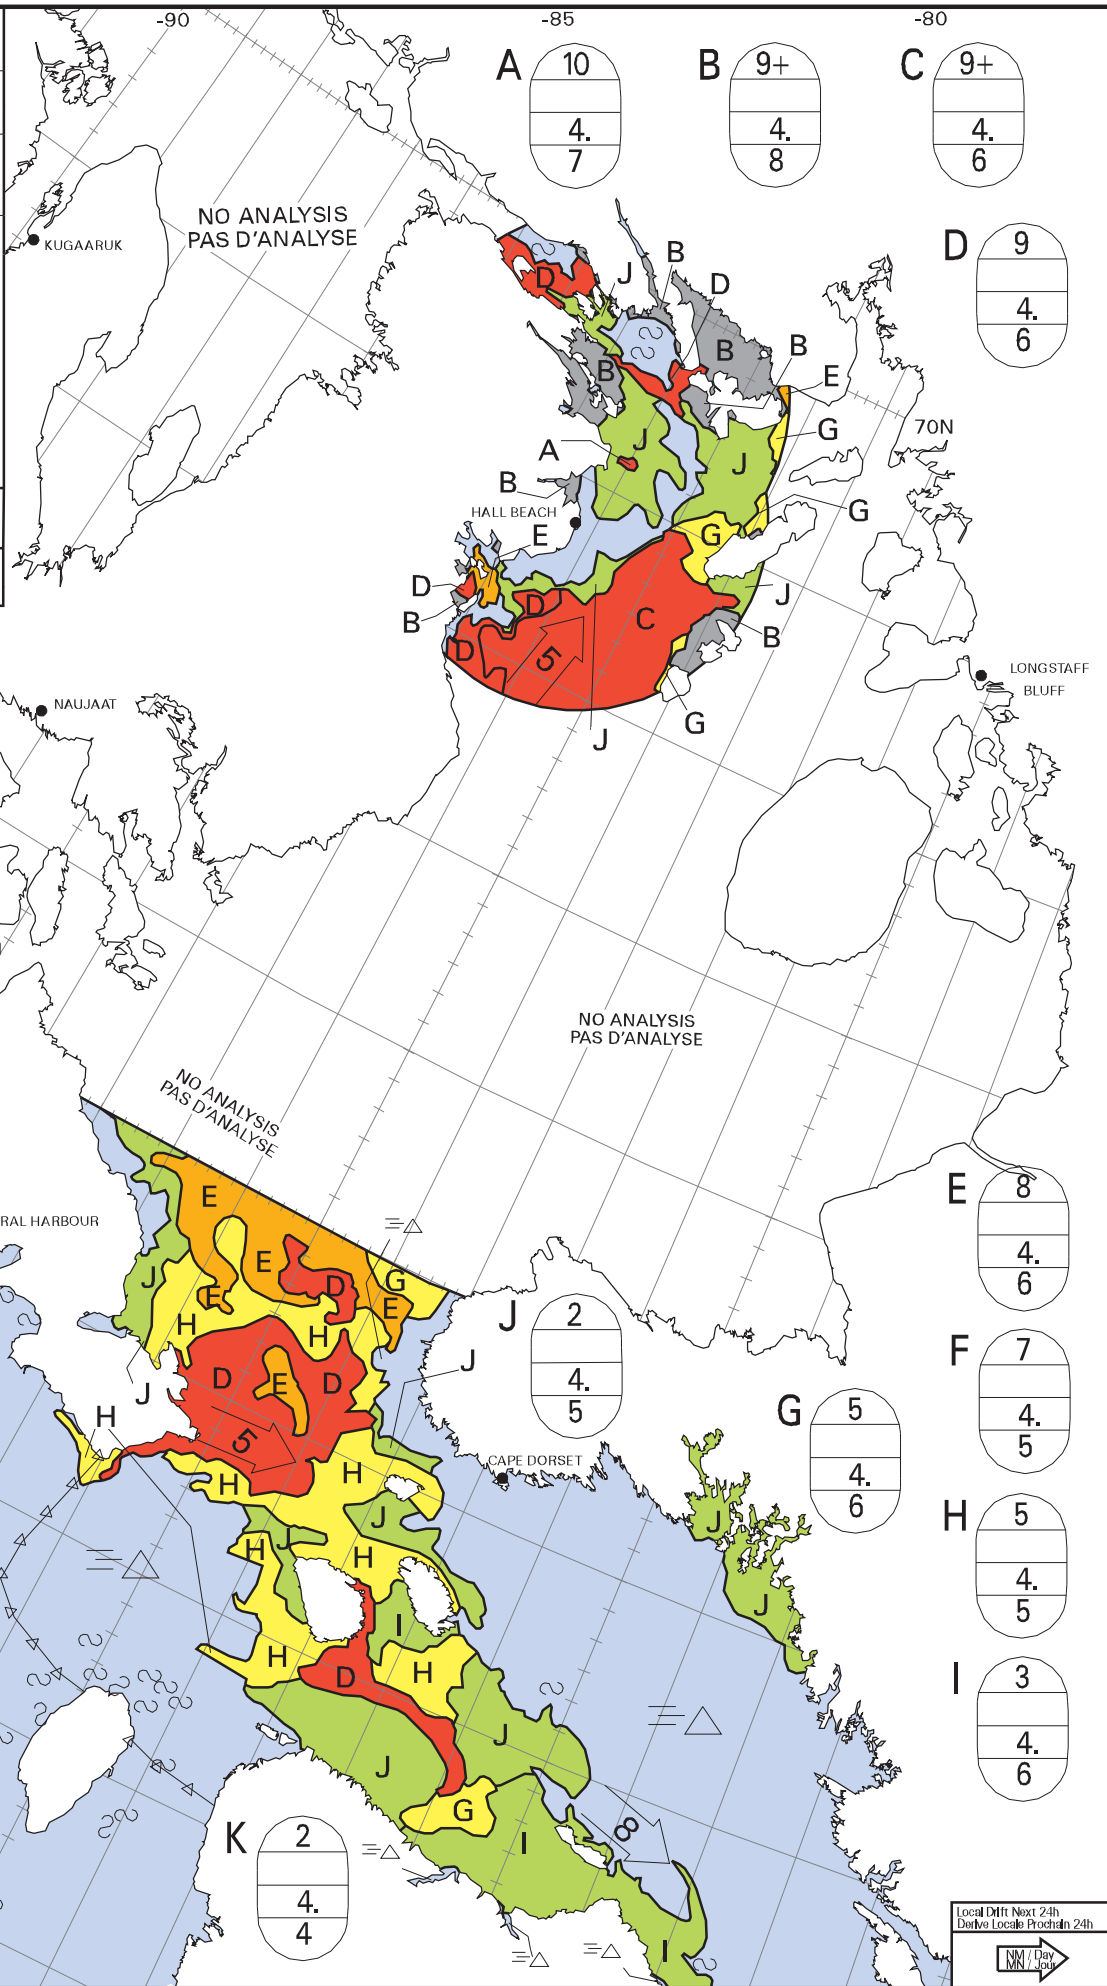 -90
-85
-80
A
10
4.
7
B
9+
4.
8
C
9+
4.
6
NO ANALYSIS
PAS D'ANALYSE
KUGAARUK
D
9
4.
6
D
J
B
D
B
B
B
E
G
70N
J
J
A
B
HALL BEACH
G
G
E
D
B
D
D
C
J
B
5
G
J
LONGSTAFF
BLUFF
NAUJAAT
NO ANALYSIS
PAS D'ANALYSE
NO ANALYSIS
PAS D'ANALYSE
E
8
4.
6
RAL HARBOUR
E
E
J
E
D
G
E
H
H
J
2
4.
5
F
7
4.
5
D
E
D
J
J
H
5
G
5
4.
6
H
H
CAPE DORSET
H
5
4.
5
J
J
J
H
H
J
I
H
H
D
I
3
4.
6
J
J
G
I
8
K
2
4.
4
I
Local Drift Next 24h
Derive Locale Prochain 24h
NM / Day
MN / Jour